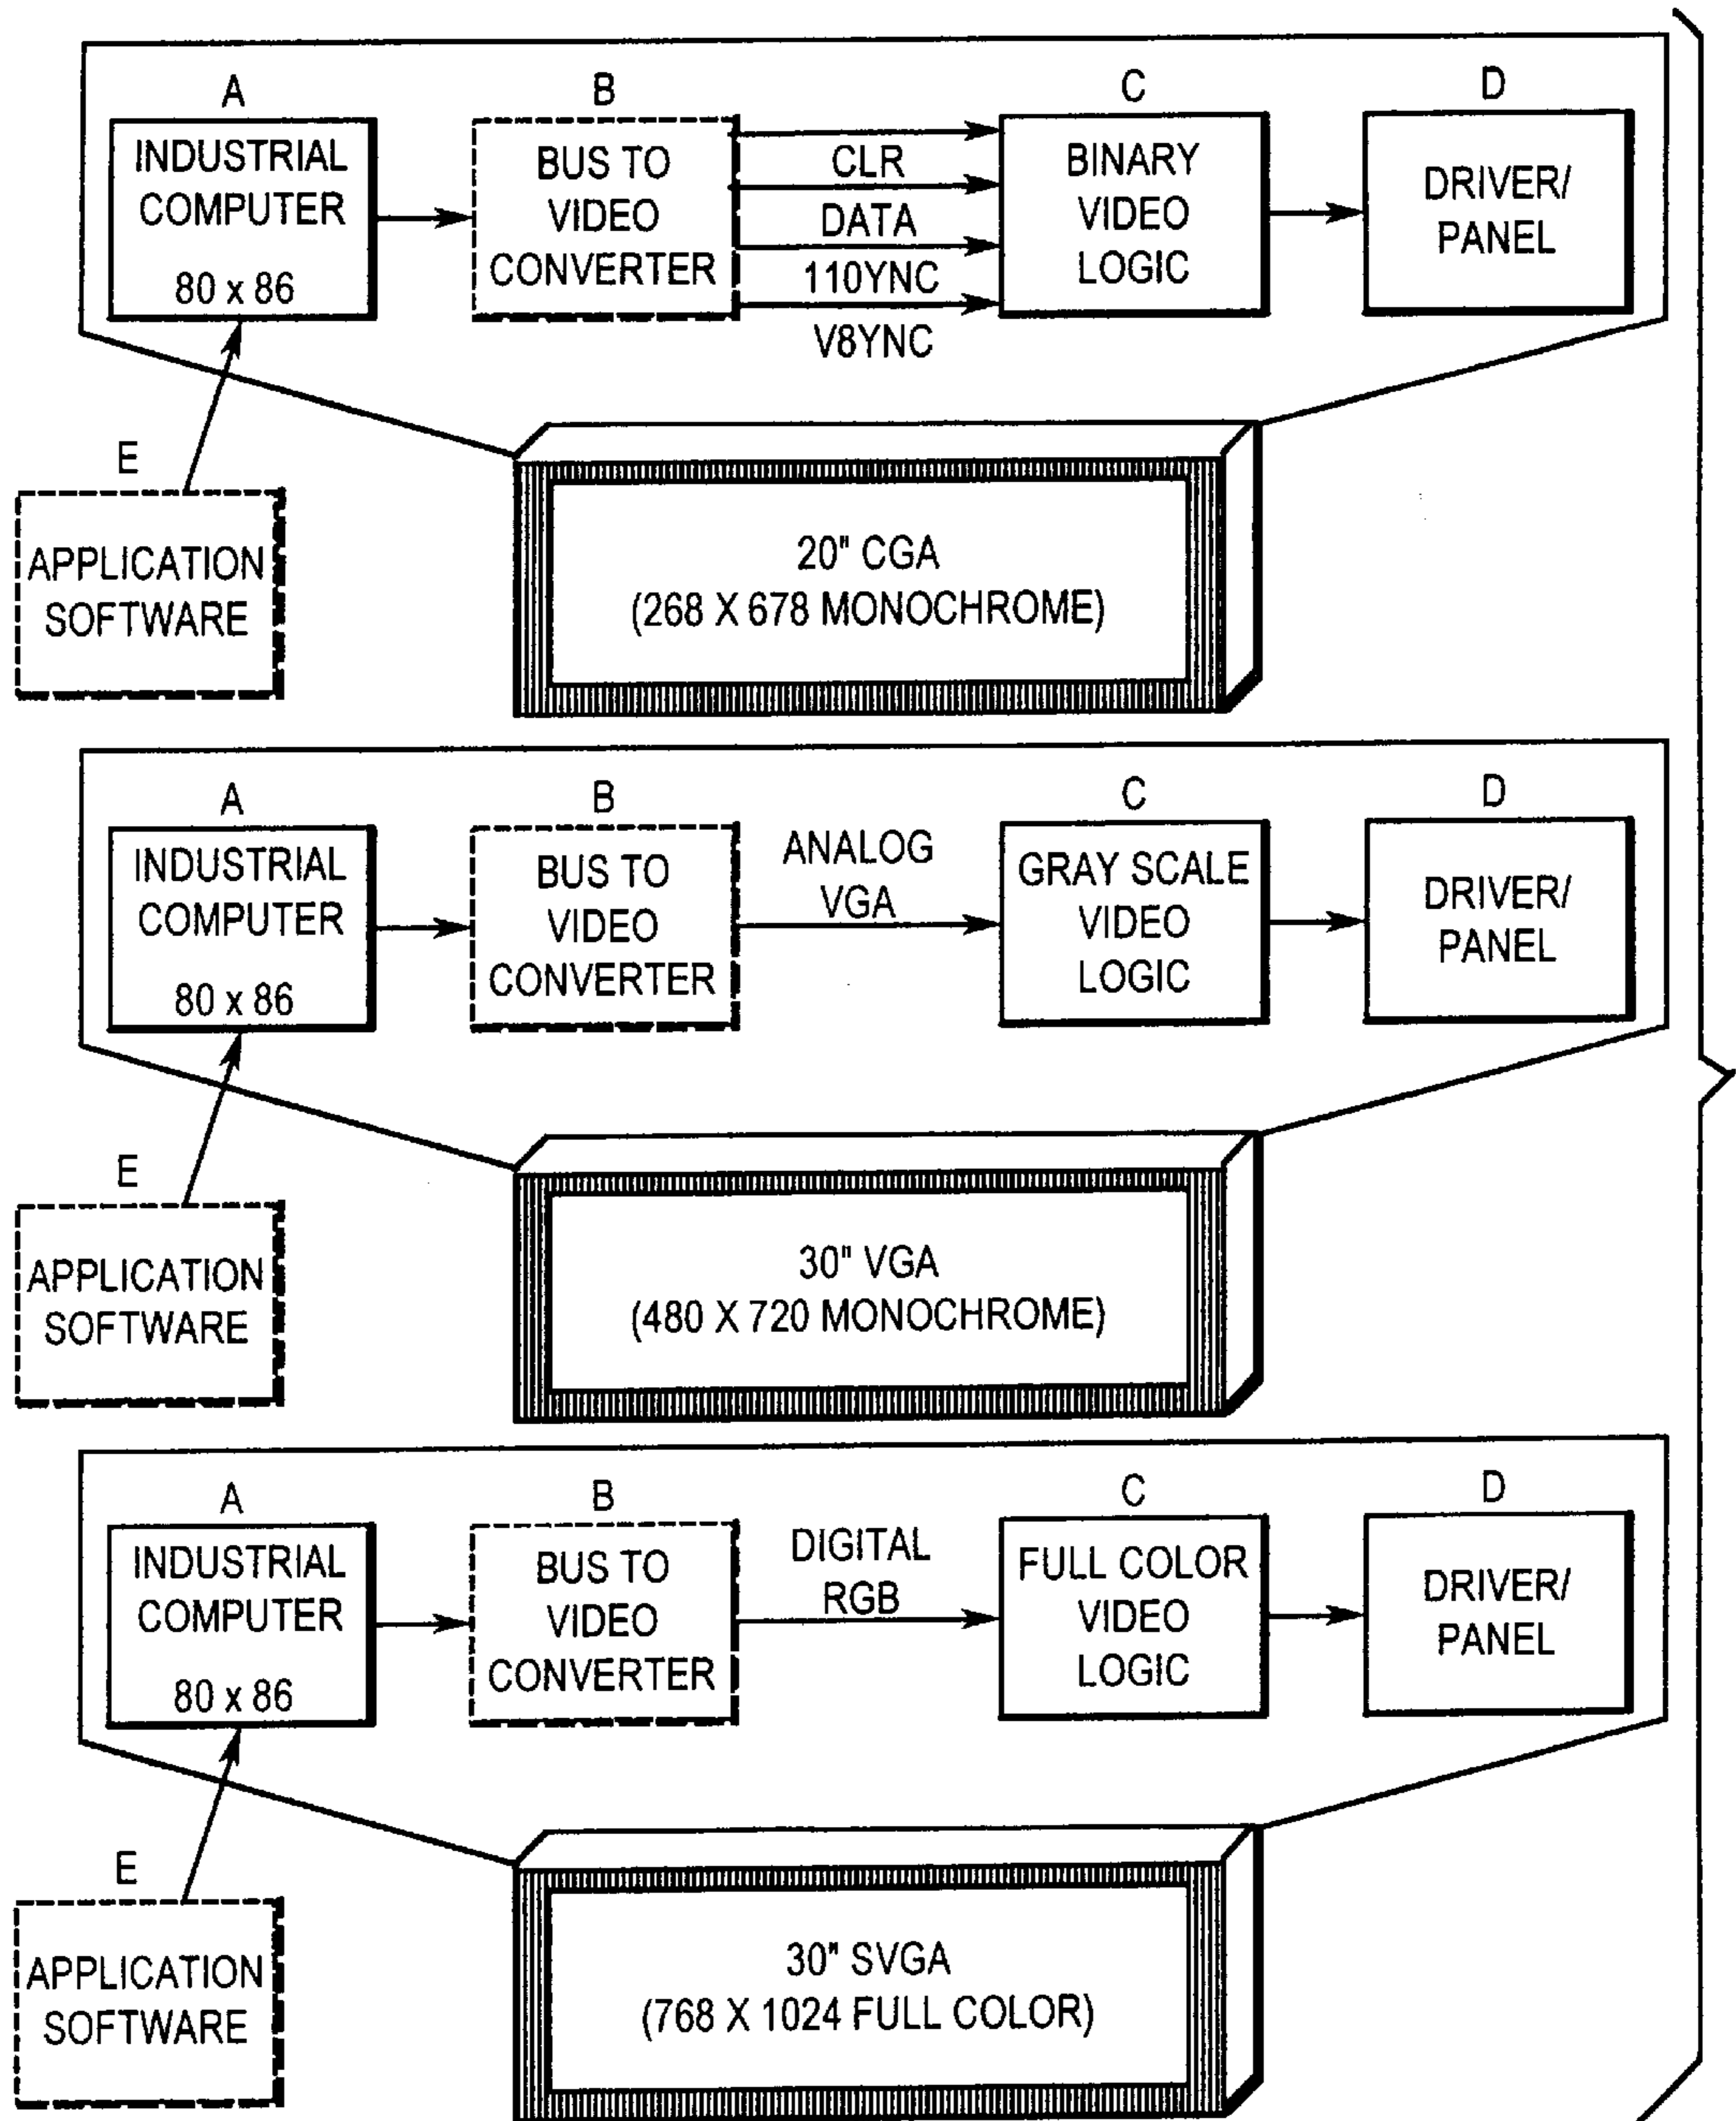 A
INDUSTRIAL
COMPUTER
80 x 86
B
BUS TO
VIDEO
CONVERTER
CLR
DATA
110YNC
V8YNC
C
BINARY
VIDEO
LOGIC
D
DRIVER/
PANEL
E
APPLICATION
SOFTWARE
20" CGA
(268 X 678 MONOCHROME)
A
INDUSTRIAL
COMPUTER
80 x 86
B
BUS TO
VIDEO
CONVERTER
ANALOG
VGA
C
GRAY SCALE
VIDEO
LOGIC
D
DRIVER/
PANEL
E
APPLICATION
SOFTWARE
30" VGA
(480 X 720 MONOCHROME)
A
INDUSTRIAL
COMPUTER
80 x 86
B
BUS TO
VIDEO
CONVERTER
DIGITAL
RGB
C
FULL COLOR
VIDEO
LOGIC
D
DRIVER/
PANEL
E
APPLICATION
SOFTWARE
30" SVGA
(768 X 1024 FULL COLOR)